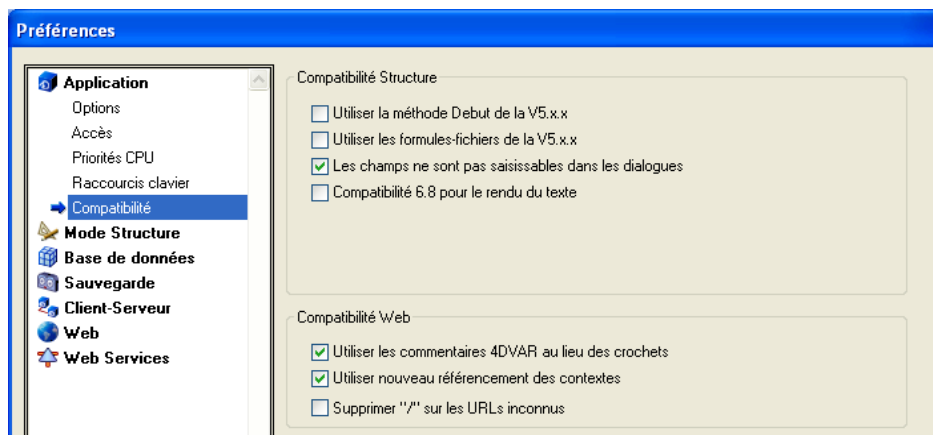 Préférences
Application
Options
Accès
Priorités CPU
Raccourcis clavier
Compatibilité
Mode Structure
Base de données
Sauvegarde
Client-Serveur
Web
Web Services
Compatibilité Structure
Utiliser la méthode Debut de la V5.x.x
Utiliser les formules-fichiers de la V5.x.x
Les champs ne sont pas saisissables dans les dialogues
Compatibilité 6.8 pour le rendu du texte
Compatibilité Web
Utiliser les commentaires 4DVAR au lieu des crochets
Utiliser nouveau référencement des contextes
Supprimer "/" sur les URLs inconnus